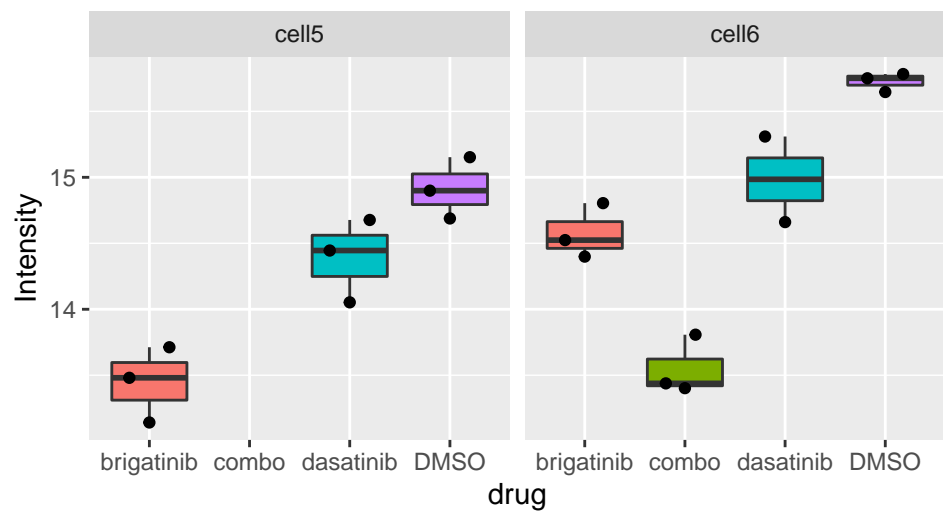 cell5 cell6
Intensity
15
14
brigatinib combo dasatinib DMSO brigatinib combo dasatinib DMSO
drug